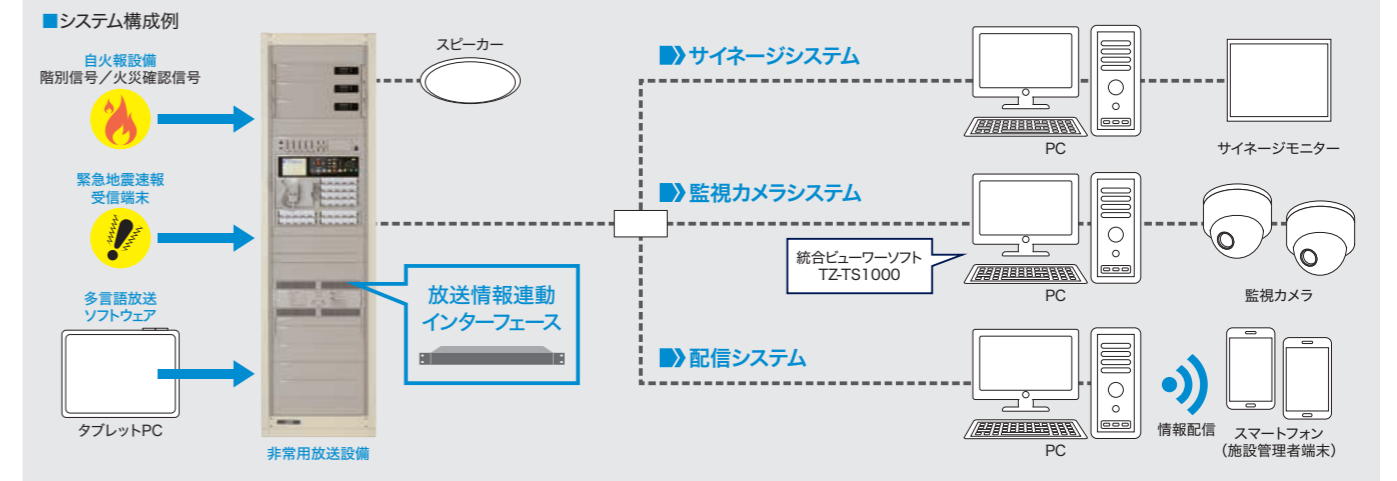 ■システム構成例
自火報設備
階別信号／火災確認信号
緊急地震速報
受信端末
多言語放送
ソフトウェア
タブレットPC
非常用放送設備
スピーカー
放送情報連動
インターフェース
サイネージシステム
PC
サイネージモニター
監視カメラシステム
統合ビューワーソフト
TZ-TS1000
PC
監視カメラ
配信システム
PC
情報配信
スマートフォン
（施設管理者端末）